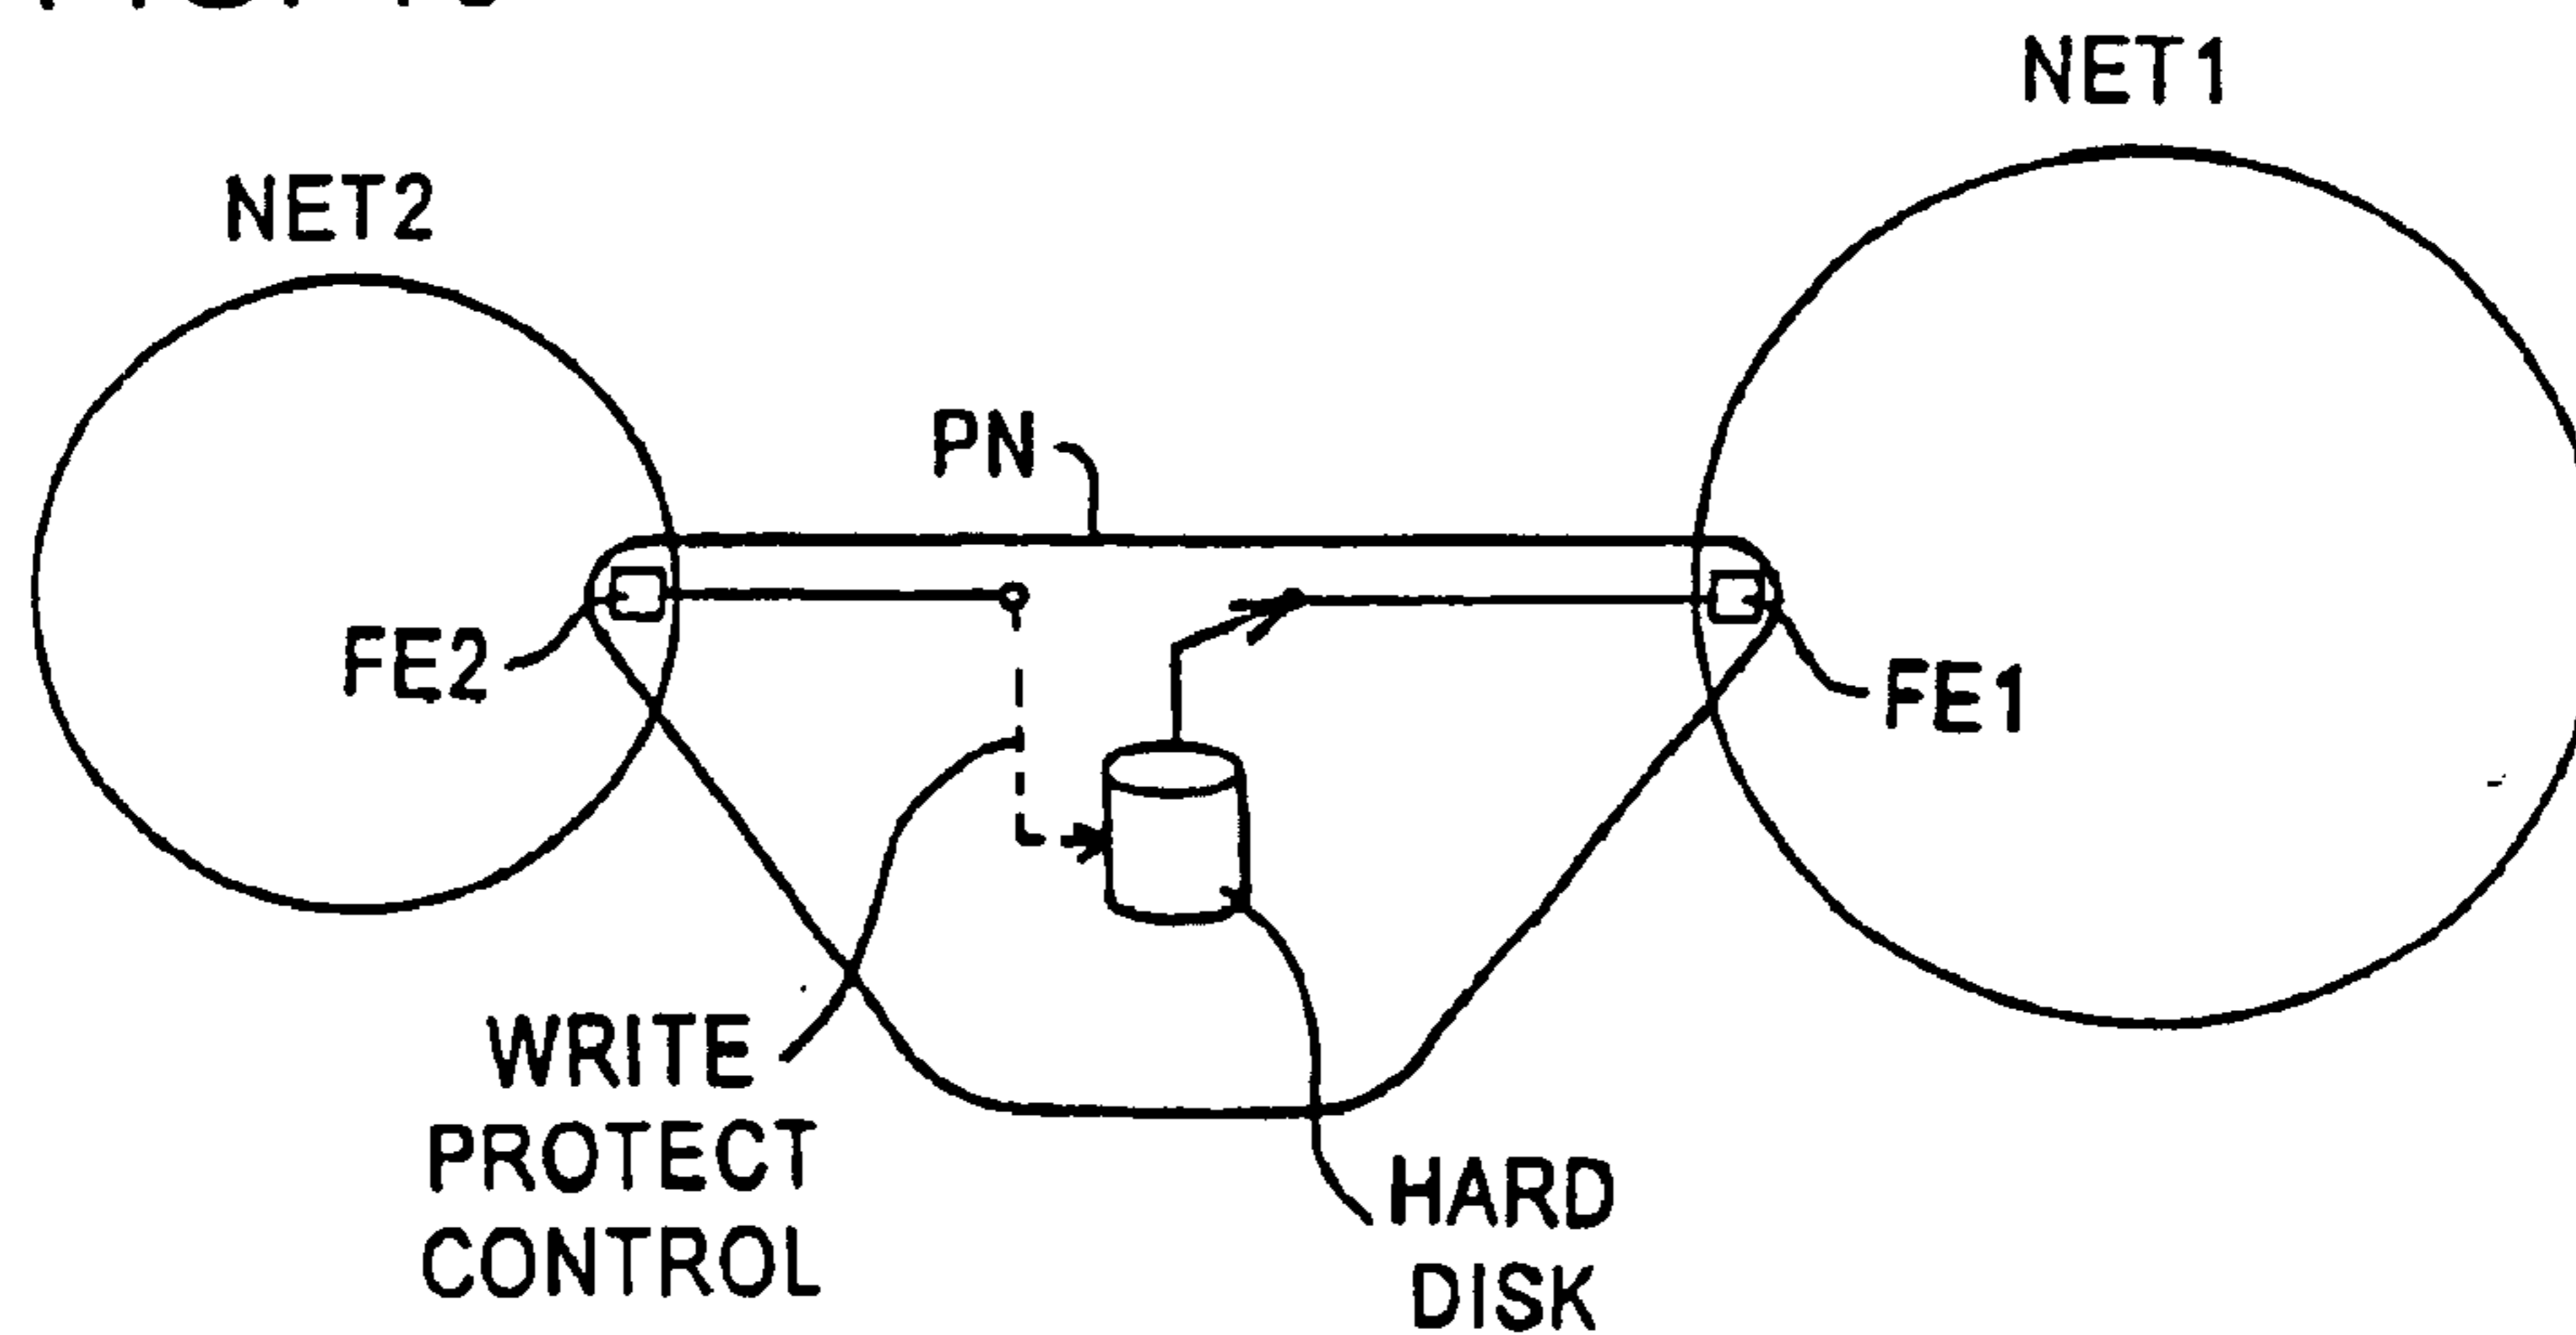 NET1
NET2
PN
FE2
FE1
WRITE
PROTECT
CONTROL
HARD
DISK